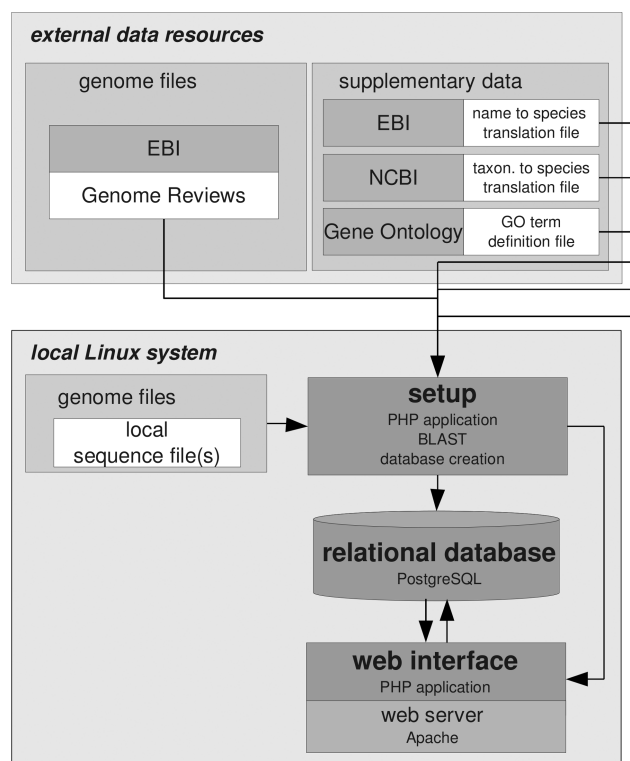 external data resources
genome files
EBI
Genome Reviews
supplementary data
EBI
name to species
translation file
NCBI
taxon. to species
translation file
Gene Ontology
GO term
definition file
local Linux system
genome files
local
sequence file(s)
setup
PHP application
BLAST
database creation
relational database
PostgreSQL
web interface
PHP application
web server
Apache